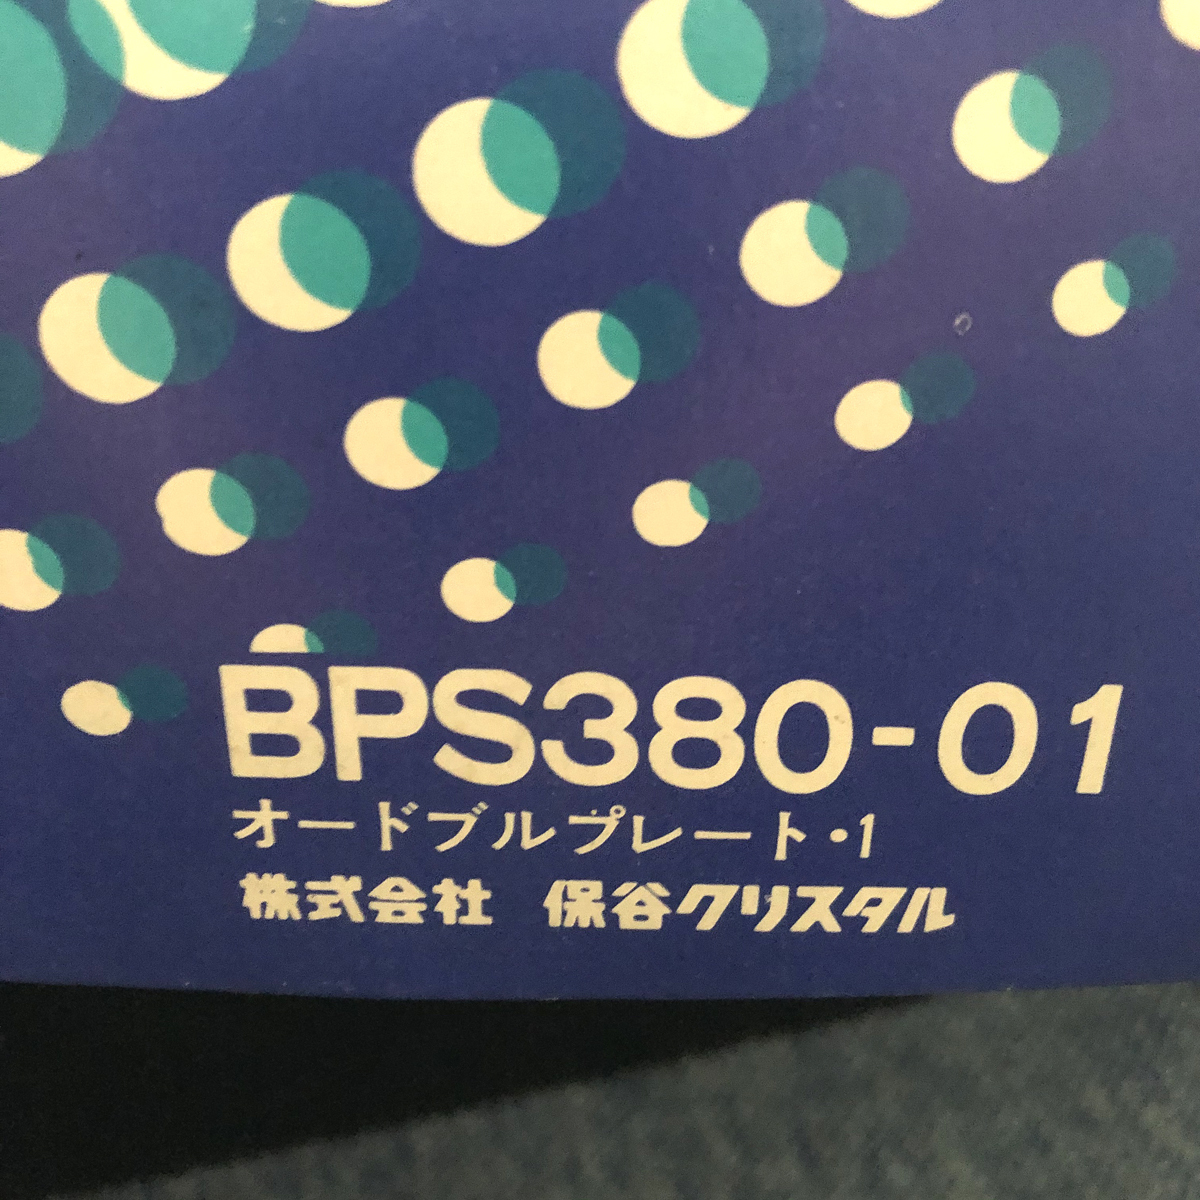 BPS380-01
オードブルプレート・1
株式会社 保谷クリスタル